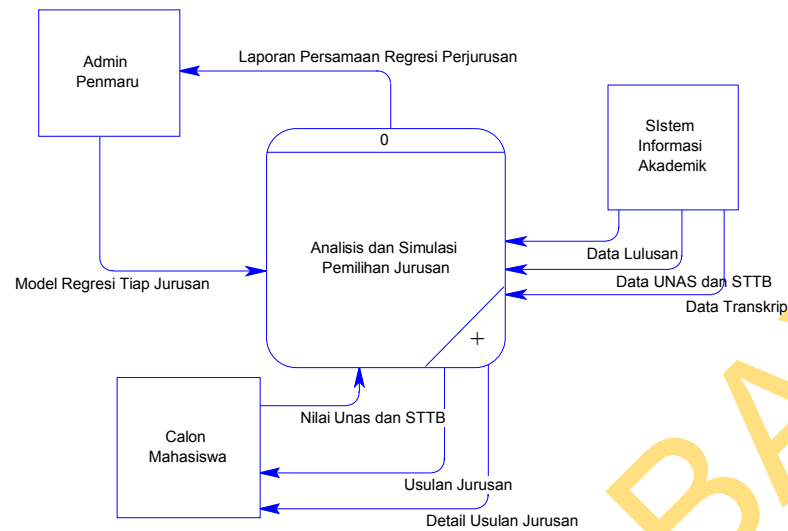 Laporan Persamaan Regresi Perjurusan
Admin
Penmaru
SIstem
Informasi
Akademik
0
Analisis dan Simulasi
Pemilihan Jurusan
Data Lulusan
Data UNAS dan STTB
Data Transkrip
Model Regresi Tiap Jurusan
+
Nilai Unas dan STTB
Calon
Mahasiswa
Usulan Jurusan
Detail Usulan Jurusan
BA